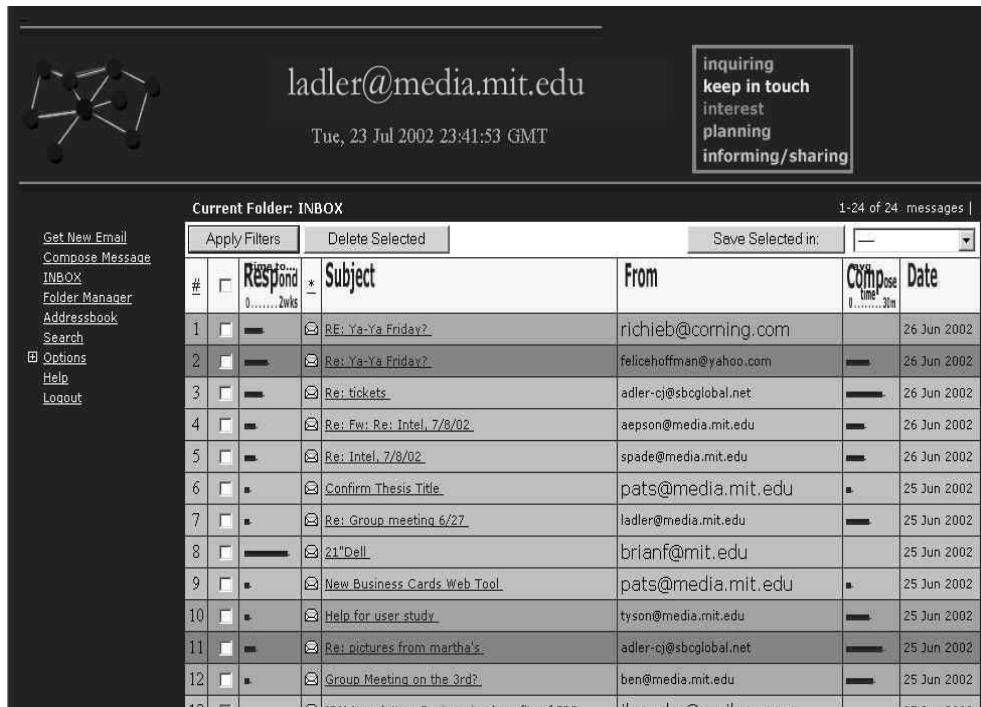 ladler@media.mit.edu
Tue, 23 Jul 2002 23:41:53 GMT
inquiring
keep in touch
interest
planning
informing/sharing
Current Folder: INBOX
1-24 of 24 messages |
Get New Email
Compose Message
INBOX
Folder Manager
Addressbook
Search
Options
Help
Logout
Apply Filters Delete Selected Save Selected in:
# Time to... Respond 0........2wks * Subject From avg Compose time 0........30m Date
1 RE: Ya-Ya Friday? richieb@corning.com 26 Jun 2002
2 Re: Ya-Ya Friday? felicehoffman@yahoo.com 26 Jun 2002
3 Re: tickets adler-cj@sbcglobal.net 26 Jun 2002
4 Re: Fw: Re: Intel, 7/8/02 aepson@media.mit.edu 26 Jun 2002
5 Re: Intel, 7/8/02 spade@media.mit.edu 26 Jun 2002
6 Confirm Thesis Title pats@media.mit.edu 25 Jun 2002
7 Re: Group meeting 6/27 ladler@media.mit.edu 25 Jun 2002
8 21"Dell brianf@mit.edu 25 Jun 2002
9 New Business Cards Web Tool pats@media.mit.edu 25 Jun 2002
10 Help for user study tyson@media.mit.edu 25 Jun 2002
11 Re: pictures from martha's adler-cj@sbcglobal.net 25 Jun 2002
12 Group Meeting on the 3rd? ben@media.mit.edu 25 Jun 2002